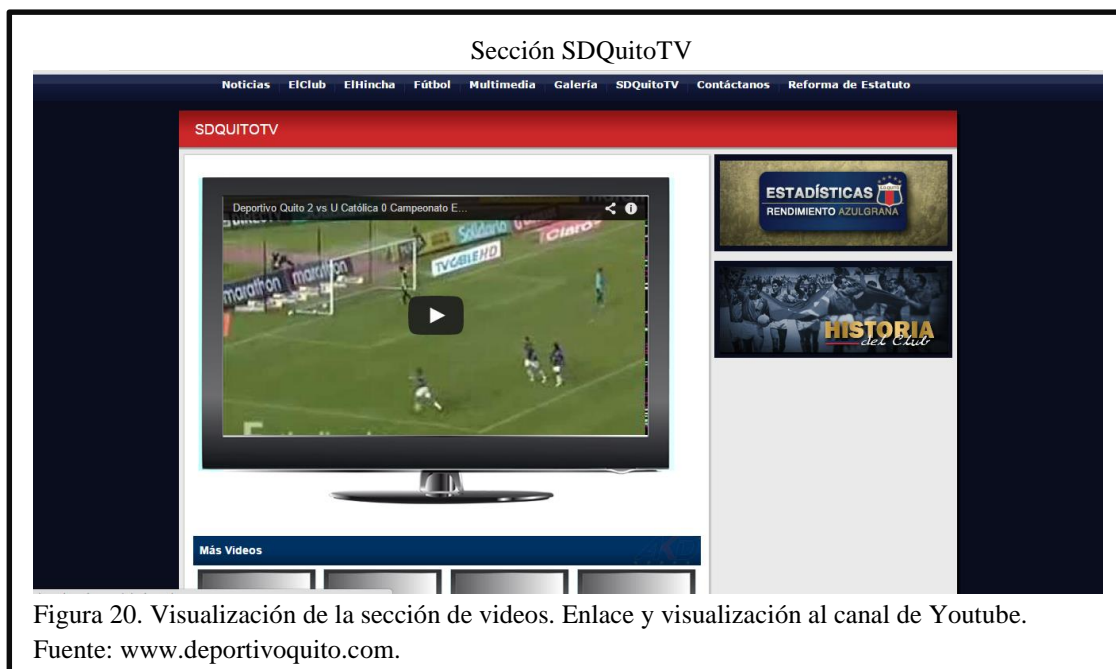 Sección SDQuitoTV
Noticias ElClub ElHincha Fútbol Multimedia Galería SDQuitoTV Contáctanos Reforma de Estatuto
SDQUITOTV
Deportivo Quito 2 vs U Católica 0 Campeonato E...
DIRECTV
Solidario
Claro
TVCABLEHD
marathon
marathon
ESTADÍSTICAS
RENDIMIENTO AZULGRANA
HISTORIA
del Club
Más Videos
Figura 20. Visualización de la sección de videos. Enlace y visualización al canal de Youtube.
Fuente: www.deportivoquito.com.